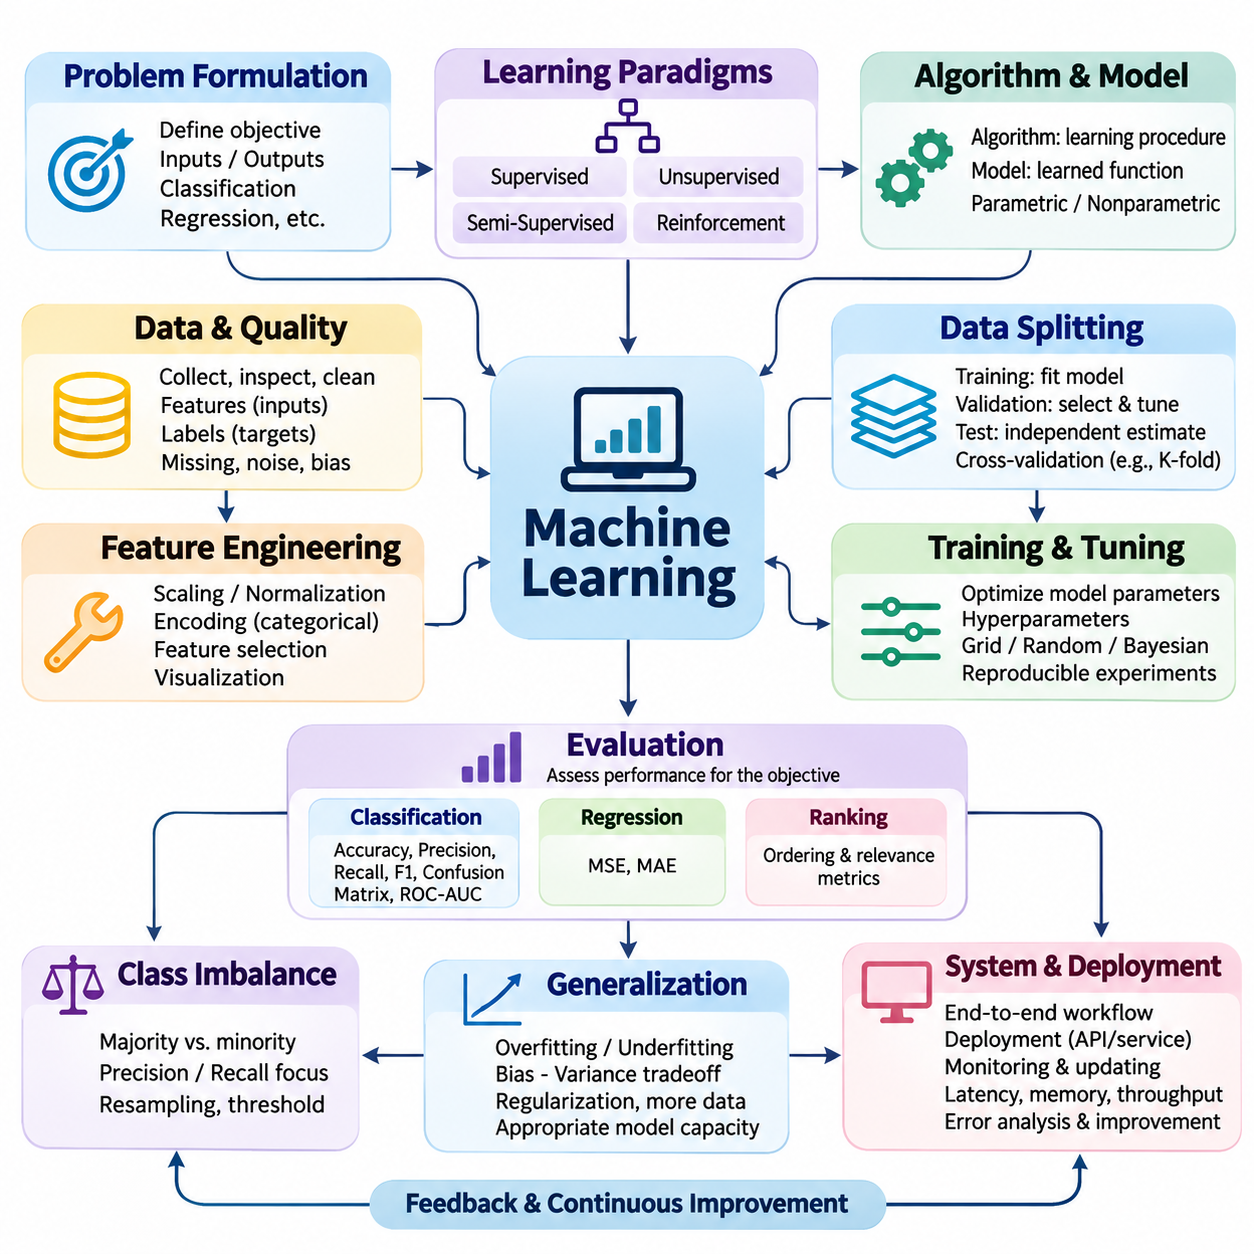 Problem Formulation
Define objective
Inputs / Outputs
Classification
Regression, etc.
Learning Paradigms
Supervised
Unsupervised
Semi-Supervised
Reinforcement
Algorithm & Model
Algorithm: learning procedure
Model: learned function
Parametric / Nonparametric
Data & Quality
Collect, inspect, clean
Features (inputs)
Labels (targets)
Missing, noise, bias
Machine
Learning
Data Splitting
Training: fit model
Validation: select & tune
Test: independent estimate
Cross-validation (e.g., K-fold)
Feature Engineering
Scaling / Normalization
Encoding (categorical)
Feature selection
Visualization
Training & Tuning
Optimize model parameters
Hyperparameters
Grid / Random / Bayesian
Reproducible experiments
Evaluation
Assess performance for the objective
Classification
Accuracy, Precision,
Recall, F1, Confusion
Matrix, ROC-AUC
Regression
MSE, MAE
Ranking
Ordering & relevance
metrics
Class Imbalance
Majority vs. minority
Precision / Recall focus
Resampling, threshold
Generalization
Overfitting / Underfitting
Bias - Variance tradeoff
Regularization, more data
Appropriate model capacity
System & Deployment
End-to-end workflow
Deployment (API/service)
Monitoring & updating
Latency, memory, throughput
Error analysis & improvement
Feedback & Continuous Improvement